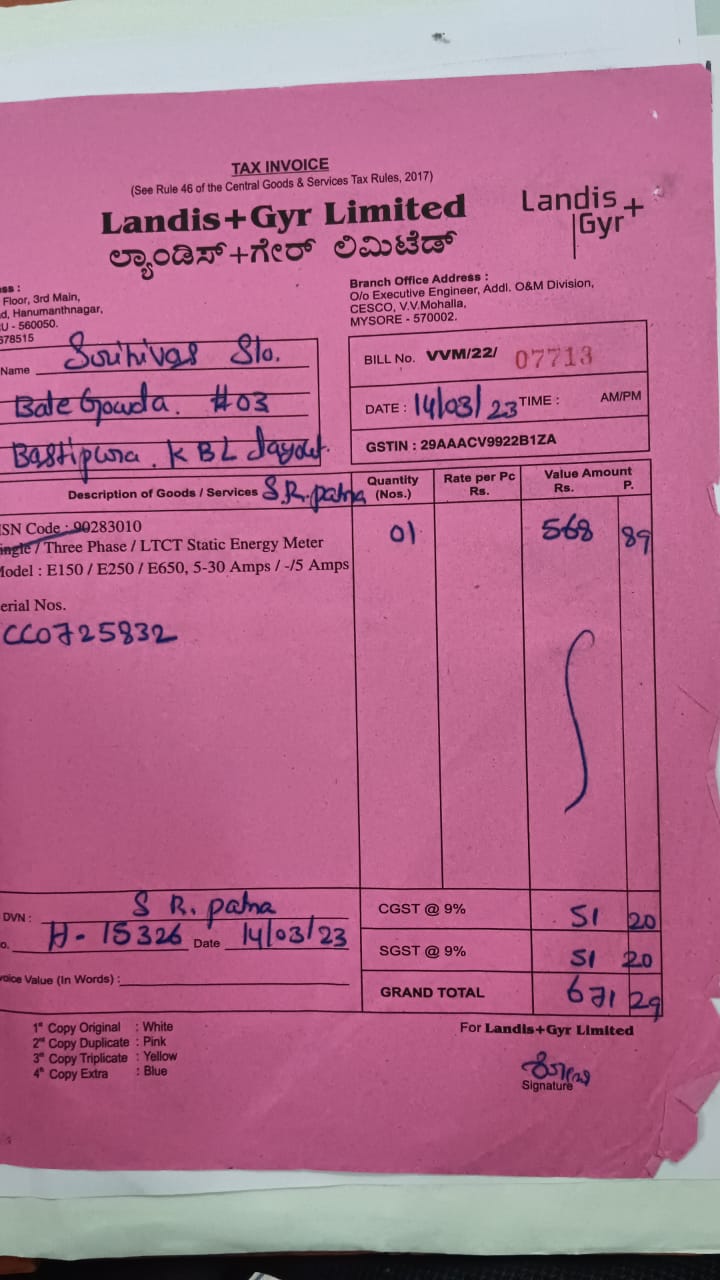 TAX INVOICE
(See Rule 46 of the Central Goods & Services Tax Rules, 2017)
Landis+Gyr Limited
ಲ್ಯಾಂಡಿಸ್+ಗೇರ್ ಲಿಮಿಟೆಡ್
Landis+
Gyr+
ess :
Floor, 3rd Main,
d, Hanumanthnagar,
U - 560050.
578515
Branch Office Address :
O/o Executive Engineer, Addl. O&M Division,
CESCO, V.V.Mohalla,
MYSORE - 570002.
Name Srinivas S/o.
Bate Gowda. #03
Bastipura. KBL Layout.
S.R. patna
BILL No. VVM/22/ 07713
DATE : 14/03/23 TIME : AM/PM
GSTIN : 29AAACV9922B1ZA
Description of Goods / Services Quantity (Nos.) Rate per Pc Rs. Value Amount Rs. P.
SN Code : 90283010 01 568 89
ingle / Three Phase / LTCT Static Energy Meter
Model : E150 / E250 / E650, 5-30 Amps / -/5 Amps
erial Nos.
CC0725832
DVN : S R. patna
o. H-15326 Date 14/03/23
voice Value (In Words) :
CGST @ 9% 51 20
SGST @ 9% 51 20
GRAND TOTAL 671 29
1st Copy Original : White
2nd Copy Duplicate : Pink
3rd Copy Triplicate : Yellow
4th Copy Extra : Blue
For Landis+Gyr Limited
Signature